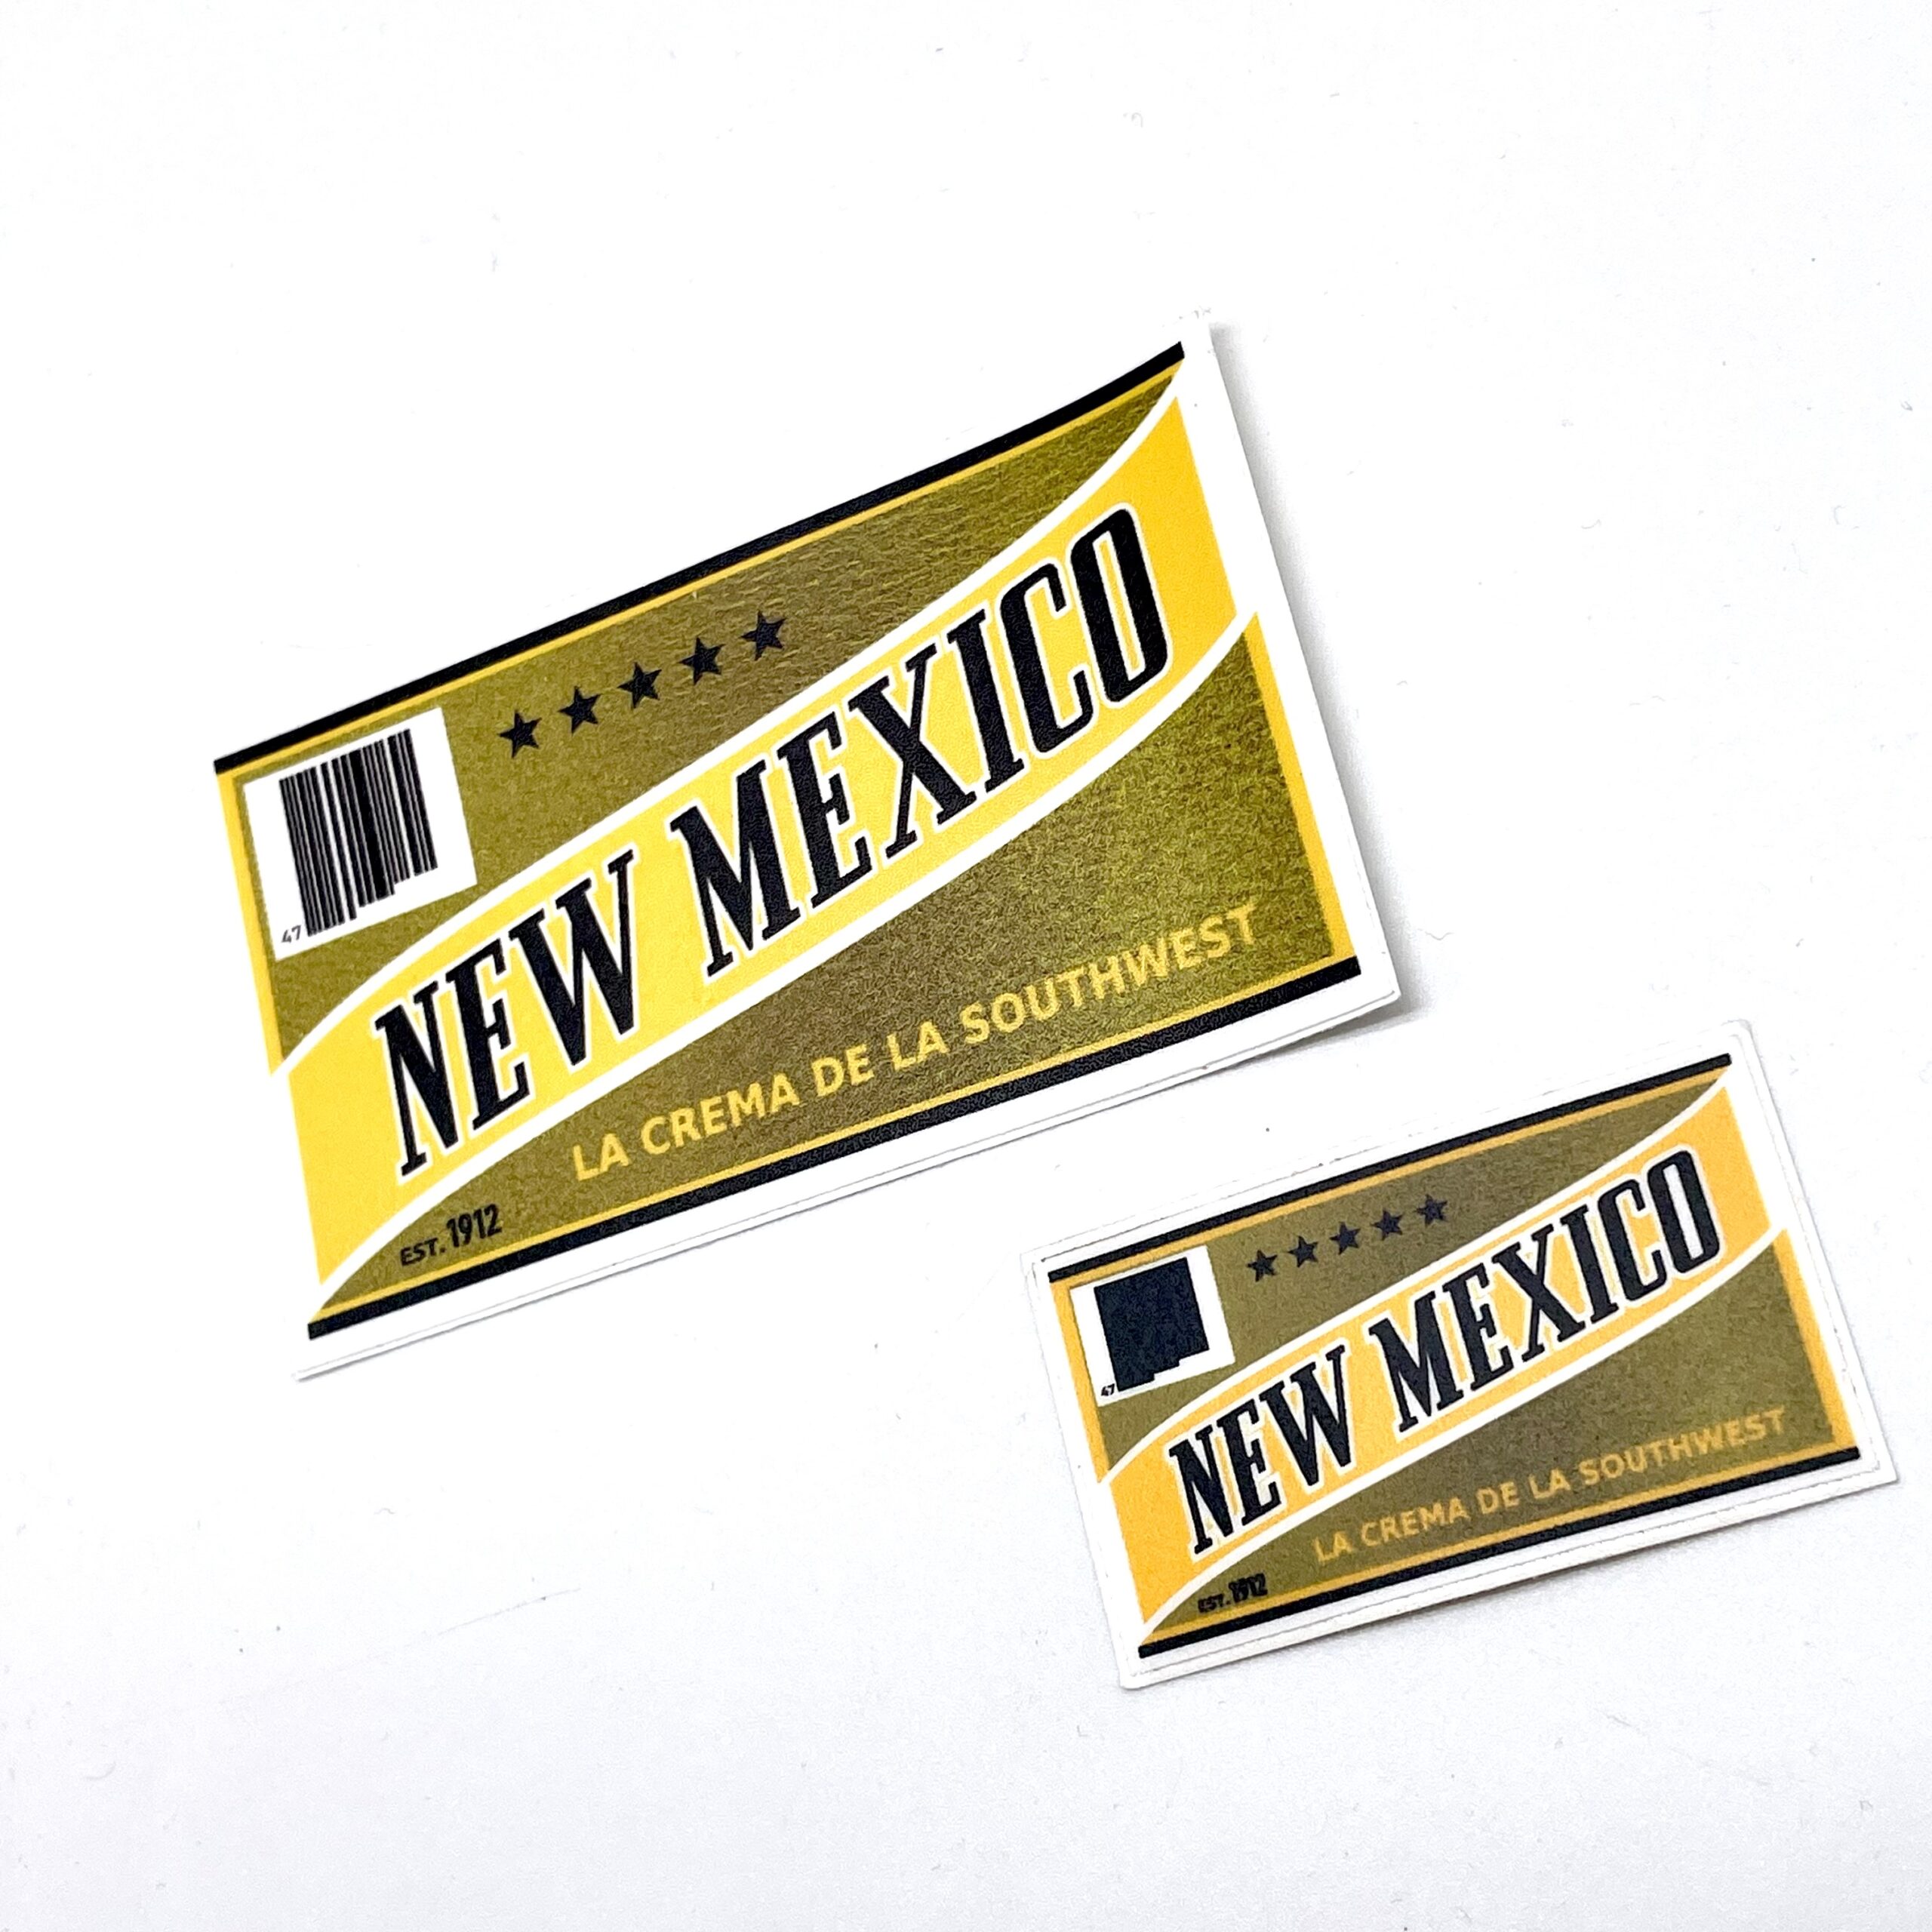 47
NEW MEXICO
LA CREMA DE LA SOUTHWEST
EST. 1912
47
NEW MEXICO
LA CREMA DE LA SOUTHWEST
EST. 1912